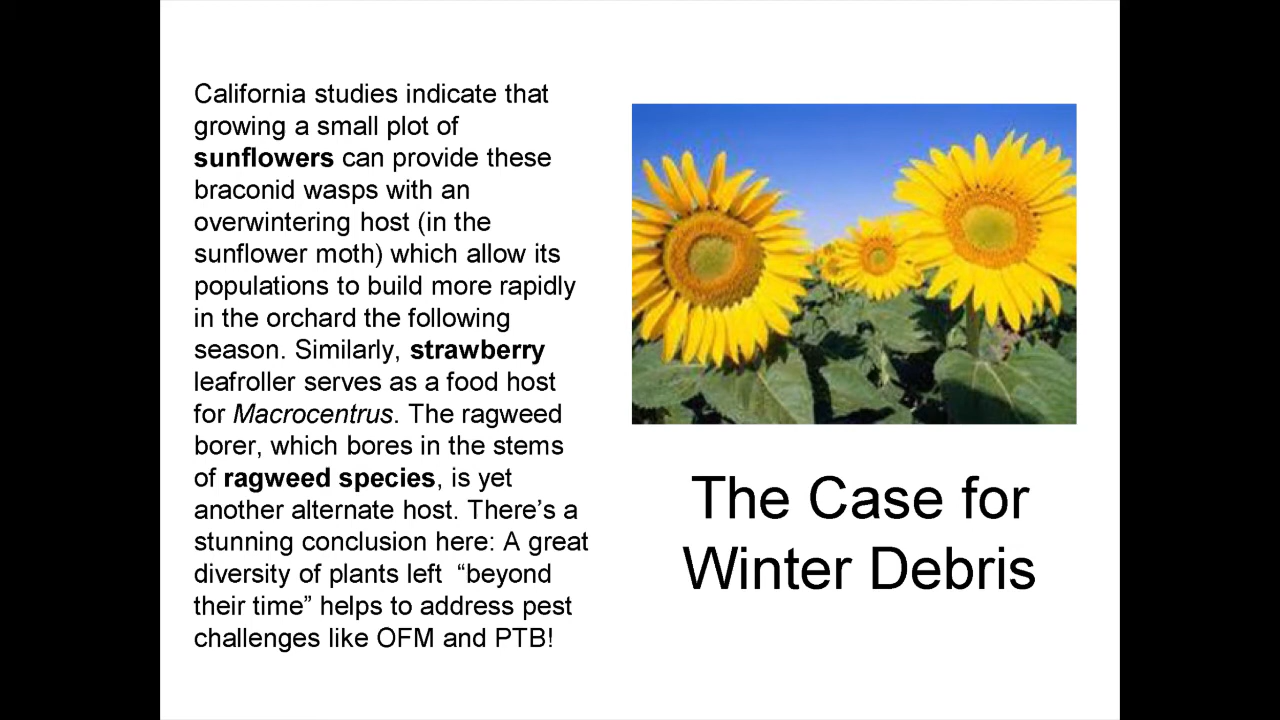 California studies indicate that
growing a small plot of
sunflowers can provide these
braconid wasps with an
overwintering host (in the
sunflower moth) which allow its
populations to build more rapidly
in the orchard the following
season. Similarly, strawberry
leafroller serves as a food host
for Macrocentrus. The ragweed
borer, which bores in the stems
of ragweed species, is yet
another alternate host. There’s a
stunning conclusion here: A great
diversity of plants left “beyond
their time” helps to address pest
challenges like OFM and PTB!
The Case for
Winter Debris